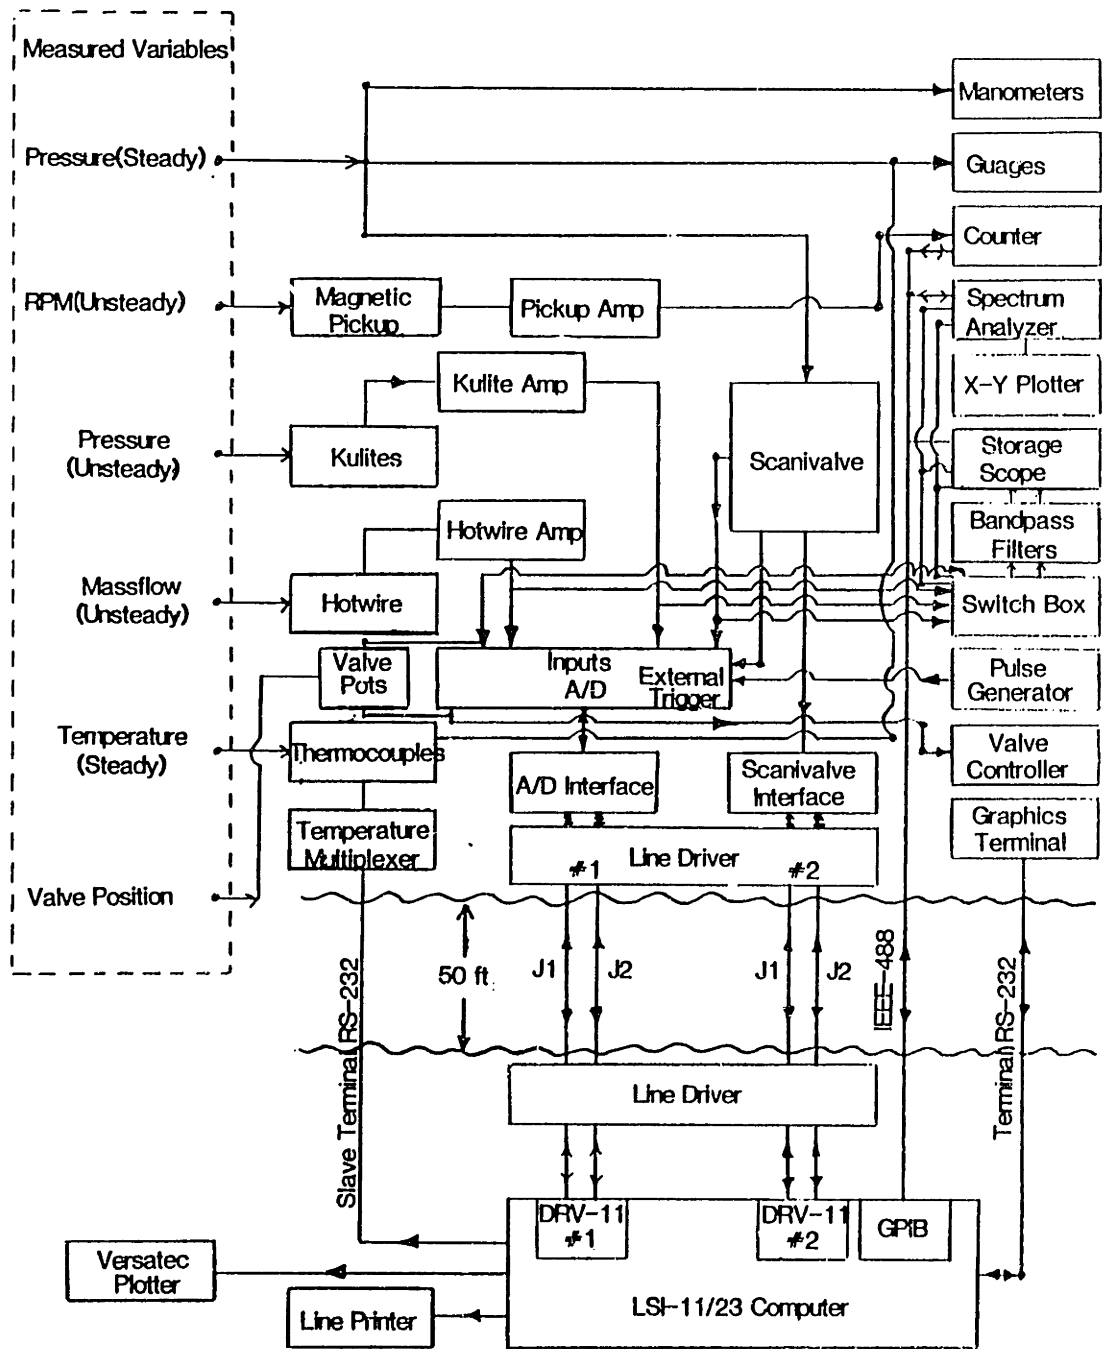 Measured Variables
Pressure(Steady)
RPM(Unsteady)
Pressure
(Unsteady)
Massflow
(Unsteady)
Temperature
(Steady)
Valve Position
Manometers
Guages
Counter
Spectrum
Analyzer
X-Y Plotter
Storage
Scope
Bandpass
Filters
Switch Box
Pulse
Generator
Valve
Controller
Graphics
Terminal
Magnetic
Pickup
Pickup Amp
Kulite Amp
Kulites
Scanivalve
Hotwire Amp
Hotwire
Valve
Pots
Inputs
A/D
External
Trigger
Thermocouples
A/D Interface
Scanivalve
Interface
Temperature
Multiplexer
Line Driver
#1
#2
50 ft.
J1
J2
J1
J2
IEEE-488
Slave Terminal RS-232
Terminal RS-232
Line Driver
DRV-11
#1
DRV-11
#2
GPIB
LSI-11/23 Computer
Versatec
Plotter
Line Printer